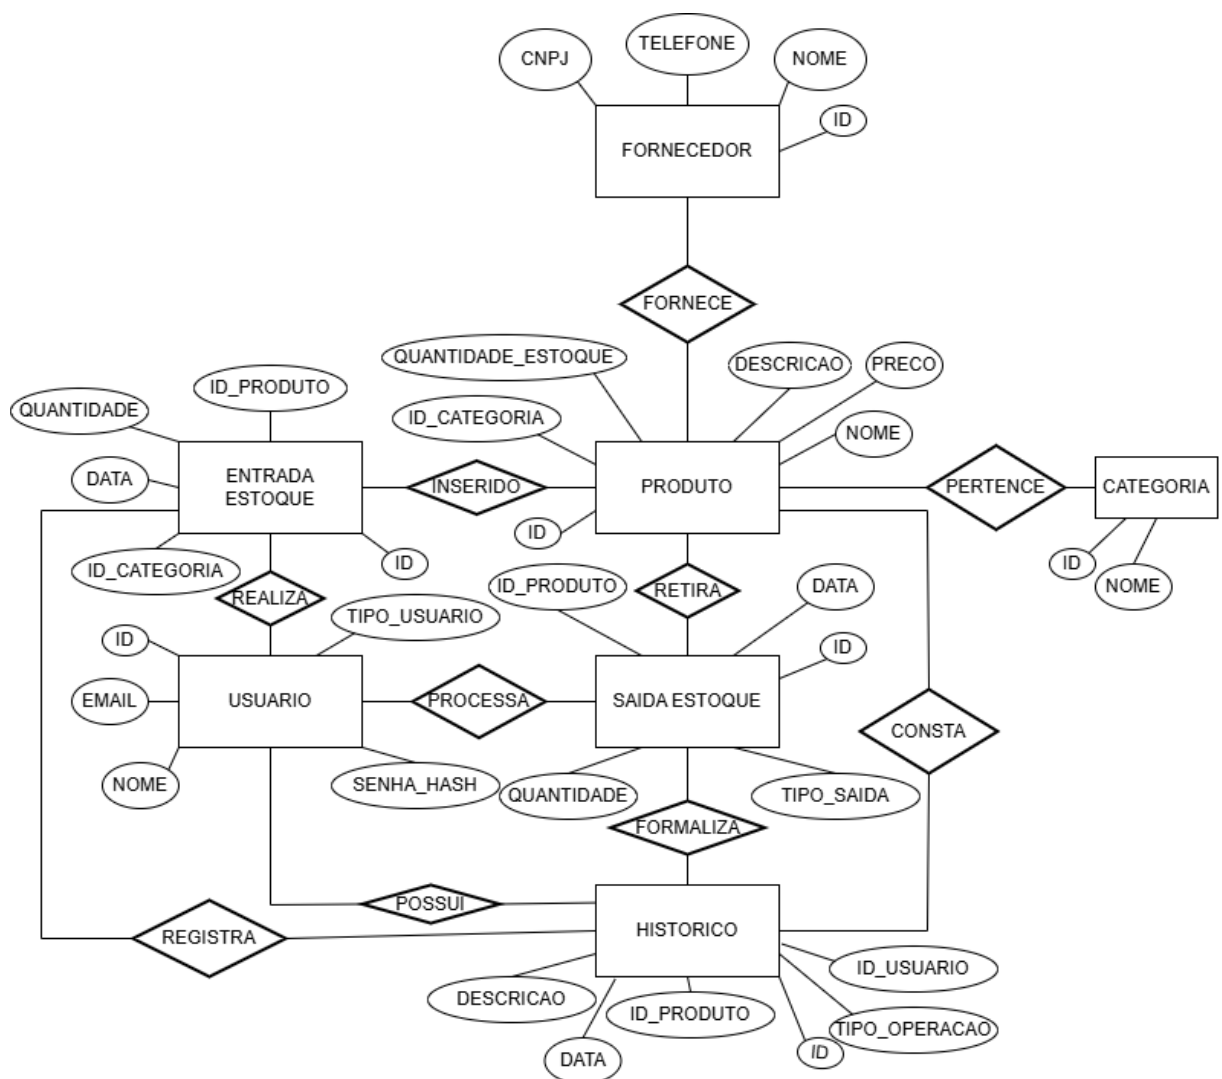 TELEFONE
CNPJ
NOME
ID
FORNECEDOR
FORNECE
QUANTIDADE_ESTOQUE
DESCRICAO
PRECO
ID_PRODUTO
QUANTIDADE
ID_CATEGORIA
NOME
ENTRADA
ESTOQUE
DATA
INSERIDO
PRODUTO
PERTENCE
CATEGORIA
ID
ID_CATEGORIA
ID
ID
NOME
REALIZA
ID_PRODUTO
RETIRA
DATA
TIPO_USUARIO
ID
ID
EMAIL
USUARIO
PROCESSA
SAIDA ESTOQUE
CONSTA
NOME
SENHA_HASH
QUANTIDADE
TIPO_SAIDA
FORMALIZA
POSSUI
REGISTRA
HISTORICO
ID_USUARIO
DESCRICAO
ID_PRODUTO
TIPO_OPERACAO
DATA
ID